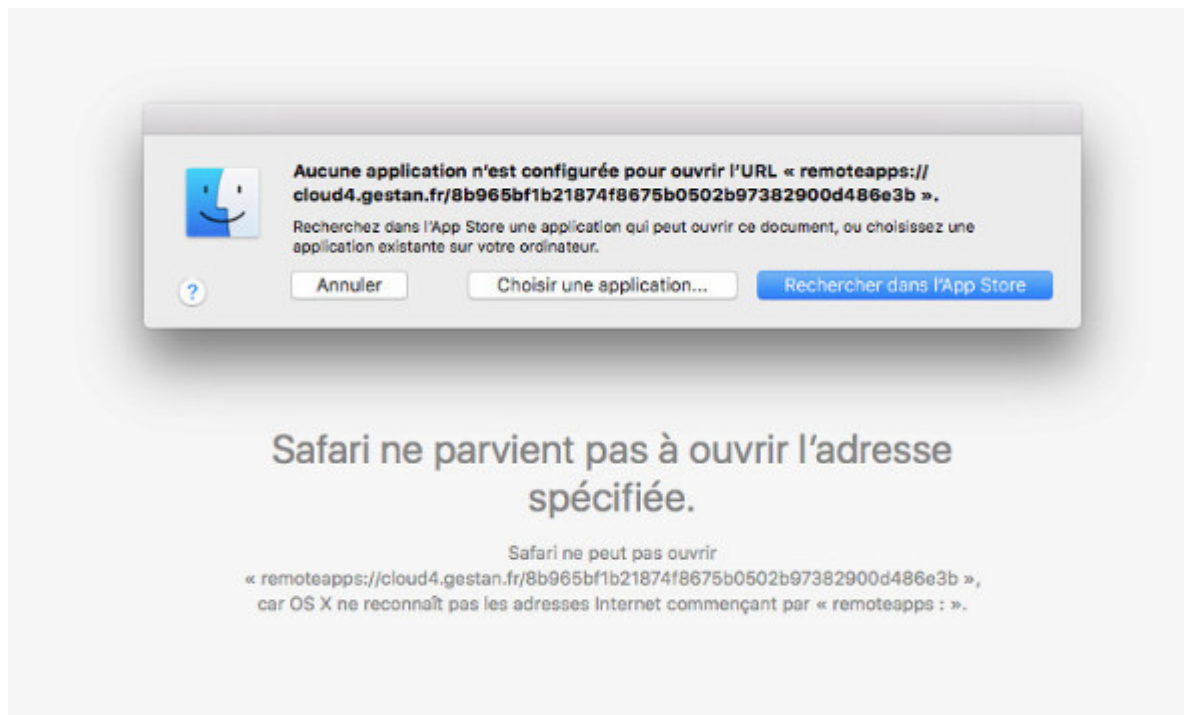 Aucune application n'est configurée pour ouvrir l'URL « remoteapps://
cloud4.gestan.fr/8b965bf1b21874f8675b0502b97382900d486e3b ».
Recherchez dans l'App Store une application qui peut ouvrir ce document, ou choisissez une
application existante sur votre ordinateur.
? Annuler Choisir une application... Rechercher dans l'App Store
Safari ne parvient pas à ouvrir l'adresse
spécifiée.
Safari ne peut pas ouvrir
« remoteapps://cloud4.gestan.fr/8b965bf1b21874f8675b0502b97382900d486e3b »,
car OS X ne reconnaît pas les adresses Internet commençant par « remoteapps : ».